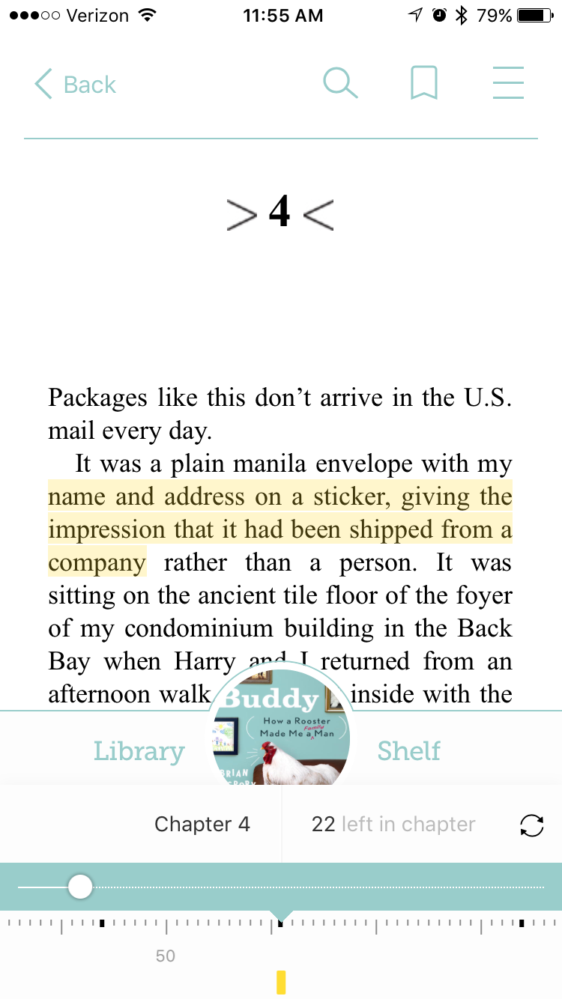 Verizon 11:55 AM 79%
Back
> 4 <
Packages like this don’t arrive in the U.S.
mail every day.
It was a plain manila envelope with my
name and address on a sticker, giving the
impression that it had been shipped from a
company rather than a person. It was
sitting on the ancient tile floor of the foyer
of my condominium building in the Back
Bay when Harry and I returned from an
afternoon walk inside with the
Buddy
How a Rooster
Family
Made Me a ^ Man
BRIAN
Library
Shelf
Chapter 4
22 left in chapter
50